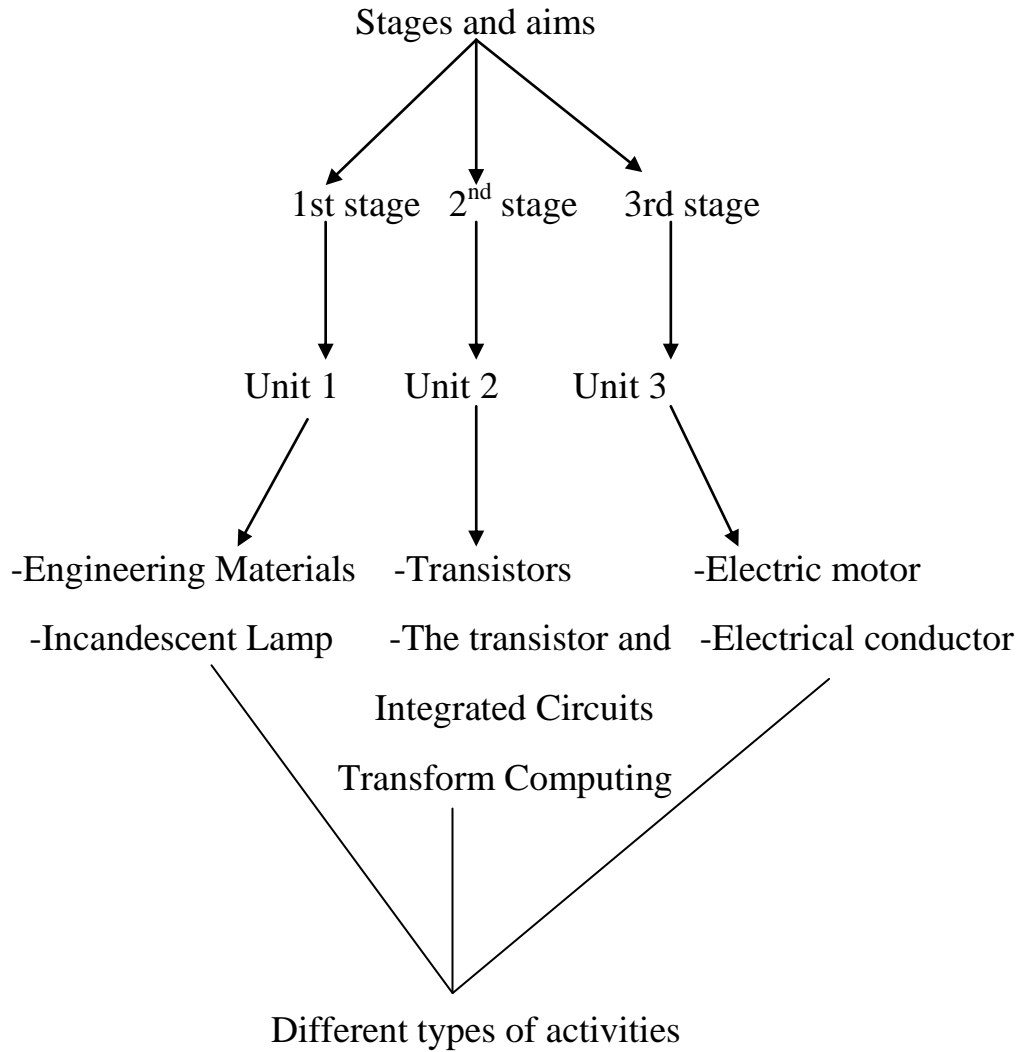 Stages and aims
1st stage 2nd stage 3rd stage
Unit 1 Unit 2 Unit 3
-Engineering Materials -Transistors -Electric motor
-Incandescent Lamp -The transistor and -Electrical conductor
Integrated Circuits
Transform Computing
Different types of activities